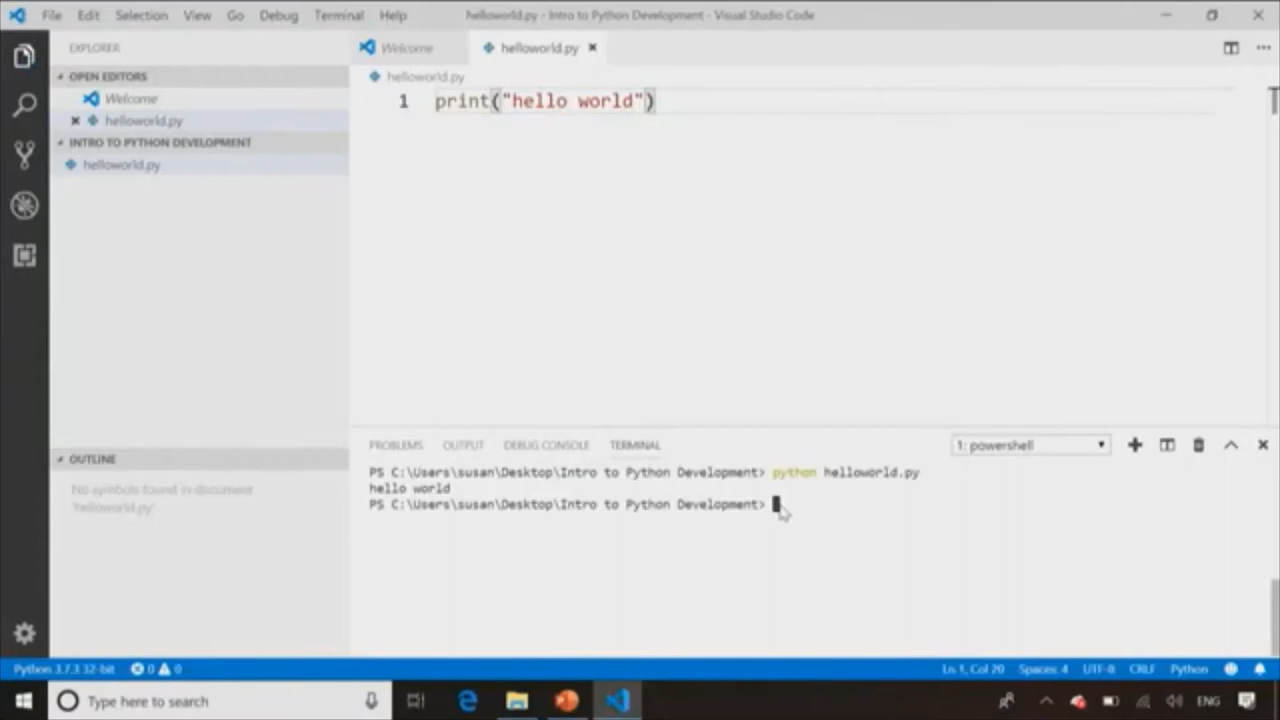 File Edit Selection View Go Debug Terminal Help helloworld.py - Intro to Python Development - Visual Studio Code
EXPLORER
Welcome helloworld.py
OPEN EDITORS
helloworld.py
Welcome
1 print("hello world")
helloworld.py
INTRO TO PYTHON DEVELOPMENT
helloworld.py
PROBLEMS OUTPUT DEBUG CONSOLE TERMINAL 1: powershell
OUTLINE
No symbols found in document
'helloworld.py'
PS C:\Users\susan\Desktop\Intro to Python Development> python helloworld.py
hello world
PS C:\Users\susan\Desktop\Intro to Python Development>
Python 3.7.3 32-bit 0 0 Ln 1, Col 20 Spaces: 4 UTF-8 CRLF Python
Type here to search ENG